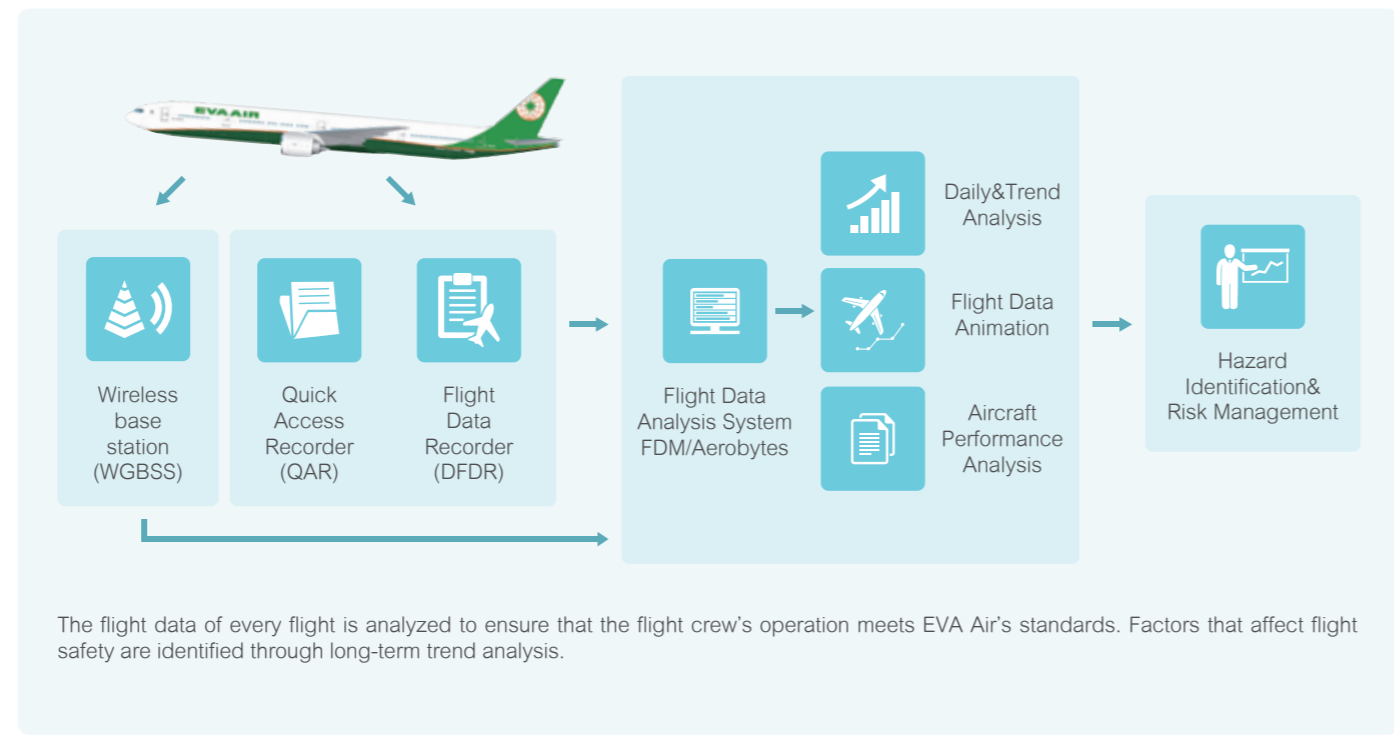 EVA AIR
Wireless
base
station
(WGBSS)
Quick
Access
Recorder
(QAR)
Flight
Data
Recorder
(DFDR)
Flight Data
Analysis System
FDM/Aerobytes
Daily&Trend
Analysis
Flight Data
Animation
Aircraft
Performance
Analysis
Hazard
Identification&
Risk Management
The flight data of every flight is analyzed to ensure that the flight crew’s operation meets EVA Air’s standards. Factors that affect flight
safety are identified through long-term trend analysis.